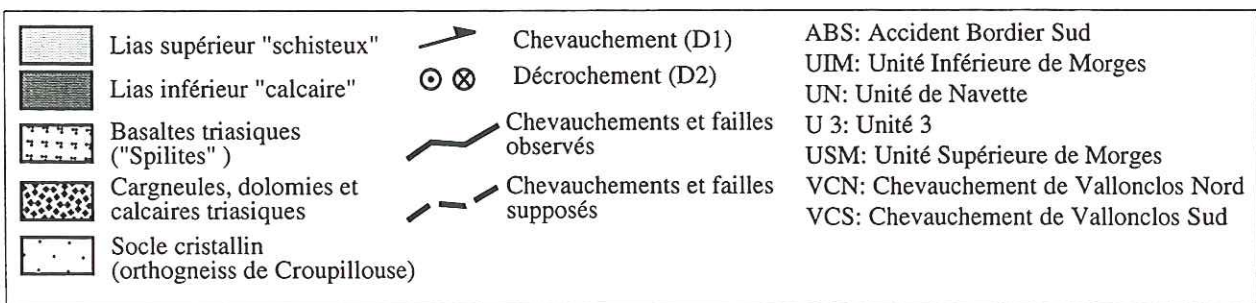 Lias supérieur "schisteux"
Lias inférieur "calcaire"
Basaltes triasiques
("Spilites" )
Cargneules, dolomies et
calcaires triasiques
Socle cristallin
(orthogneiss de Croupillouse)
Chevauchement (D1)
Décrochement (D2)
Chevauchements et failles
observés
Chevauchements et failles
supposés
ABS: Accident Bordier Sud
UIM: Unité Inférieure de Morges
UN: Unité de Navette
U 3: Unité 3
USM: Unité Supérieure de Morges
VCN: Chevauchement de Vallonclos Nord
VCS: Chevauchement de Vallonclos Sud